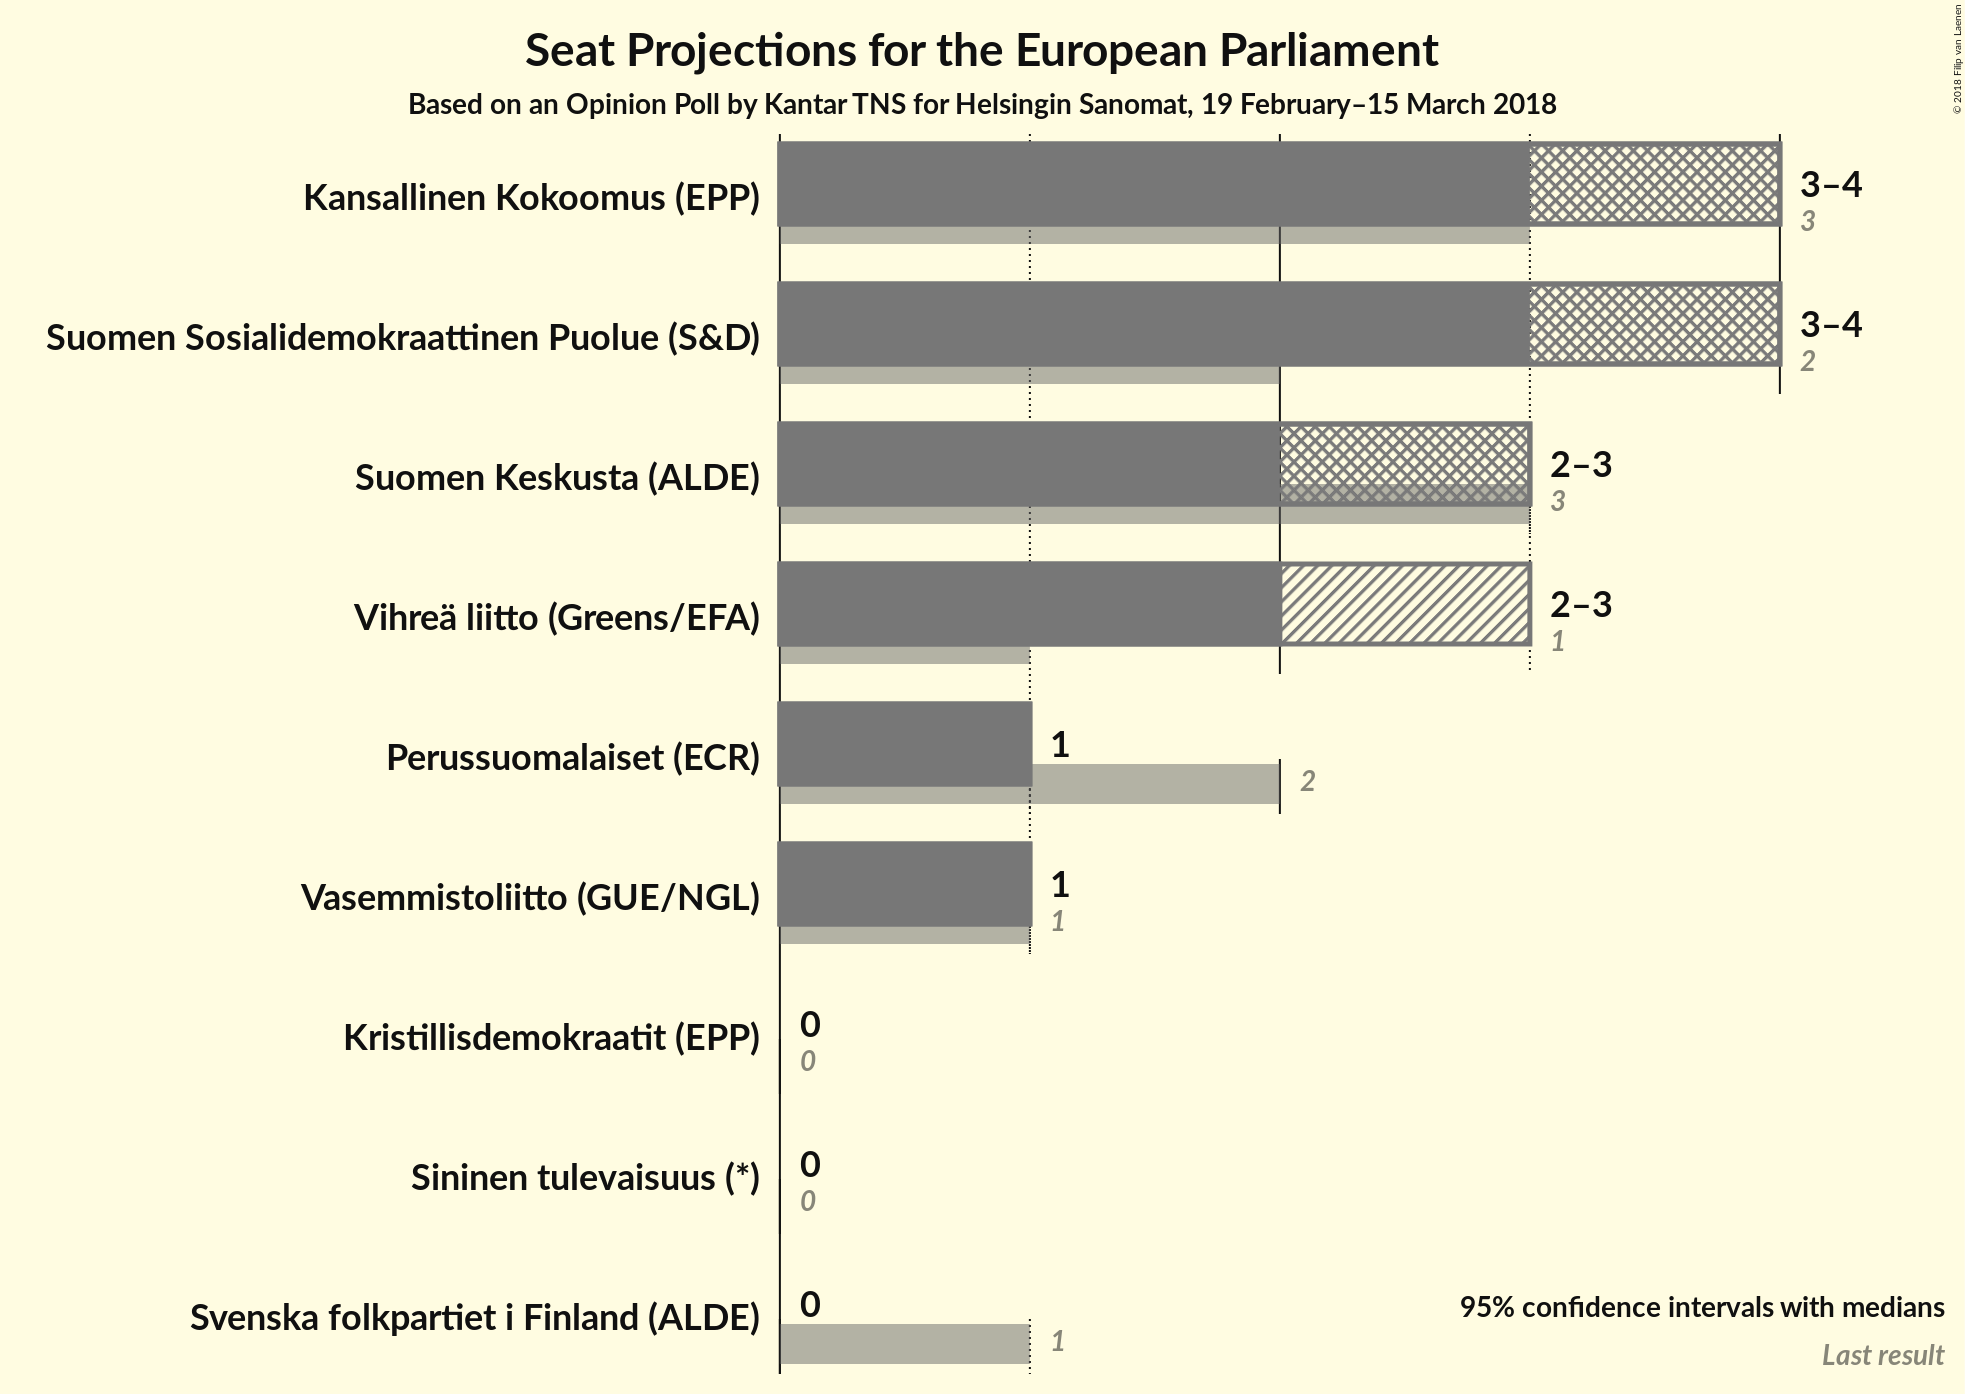 Seat Projections for the European Parliament
Based on an Opinion Poll by Kantar TNS for Helsingin Sanomat, 19 February–15 March 2018
© 2018 Filip van Laenen
Kansallinen Kokoomus (EPP)
3–4
3
Suomen Sosialidemokraattinen Puolue (S&D)
3–4
2
Suomen Keskusta (ALDE)
2–3
3
Vihreä liitto (Greens/EFA)
2–3
1
Perussuomalaiset (ECR)
1
2
Vasemmistoliitto (GUE/NGL)
1
1
Kristillisdemokraatit (EPP)
0
0
Sininen tulevaisuus (*)
0
0
Svenska folkpartiet i Finland (ALDE)
0
1
95% confidence intervals with medians
Last result